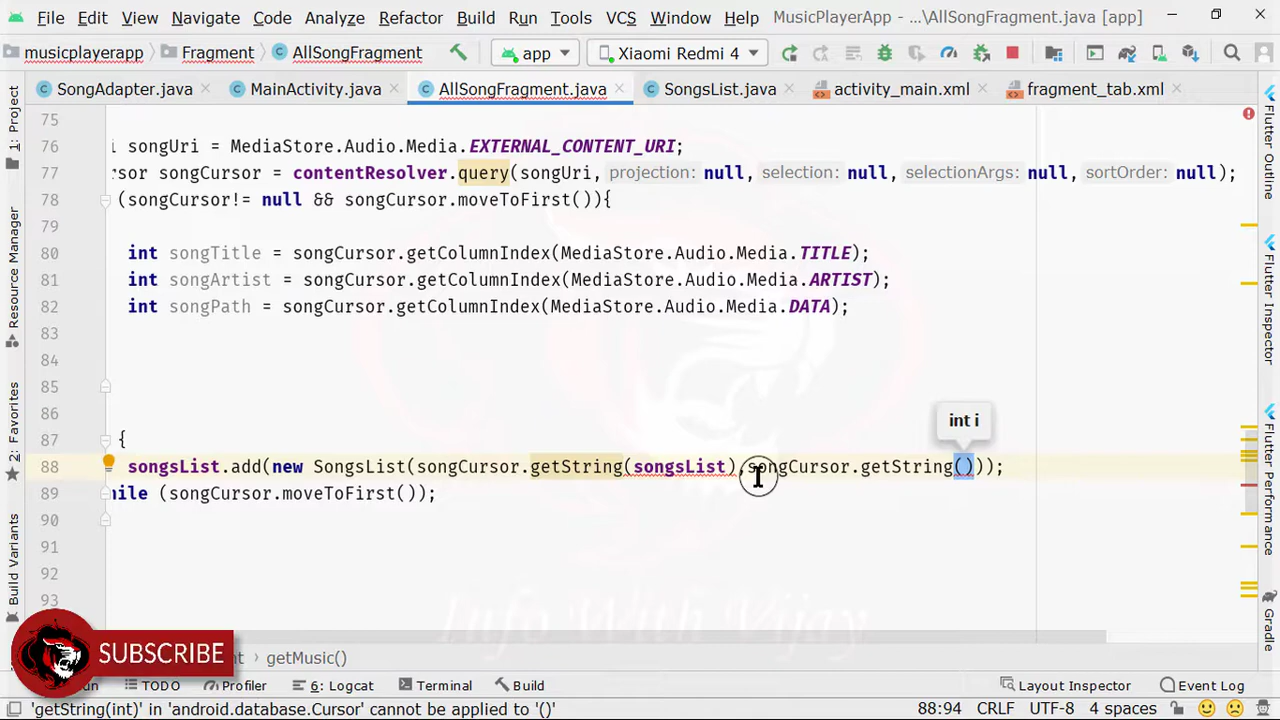 File Edit View Navigate Code Analyze Refactor Build Run Tools VCS Window Help MusicPlayerApp - ...\AllSongFragment.java [app]
musicplayerapp Fragment AllSongFragment app Xiaomi Redmi 4
SongAdapter.java MainActivity.java AllSongFragment.java SongsList.java activity_main.xml fragment_tab.xml
75
76 i songUri = MediaStore.Audio.Media.EXTERNAL_CONTENT_URI;
77 rsor songCursor = contentResolver.query(songUri, projection: null, selection: null, selectionArgs: null, sortOrder: null);
78 (songCursor!= null && songCursor.moveToFirst()){
79
80 int songTitle = songCursor.getColumnIndex(MediaStore.Audio.Media.TITLE);
81 int songArtist = songCursor.getColumnIndex(MediaStore.Audio.Media.ARTIST);
82 int songPath = songCursor.getColumnIndex(MediaStore.Audio.Media.DATA);
83
84
85
86
int i
87 {
88 songsList.add(new SongsList(songCursor.getString(songsList),songCursor.getString()));
89 hile (songCursor.moveToFirst());
90
91
92
93
Info With Vijay
SUBSCRIBE
getMusic()
TODO Profiler 6: Logcat Terminal Build Layout Inspector Event Log
'getString(int)' in 'android.database.Cursor' cannot be applied to '()' 88:94 CRLF UTF-8 4 spaces
1: Project
Resource Manager
2: Favorites
Build Variants
Flutter Outline
Flutter Inspector
Flutter Performance
Gradle